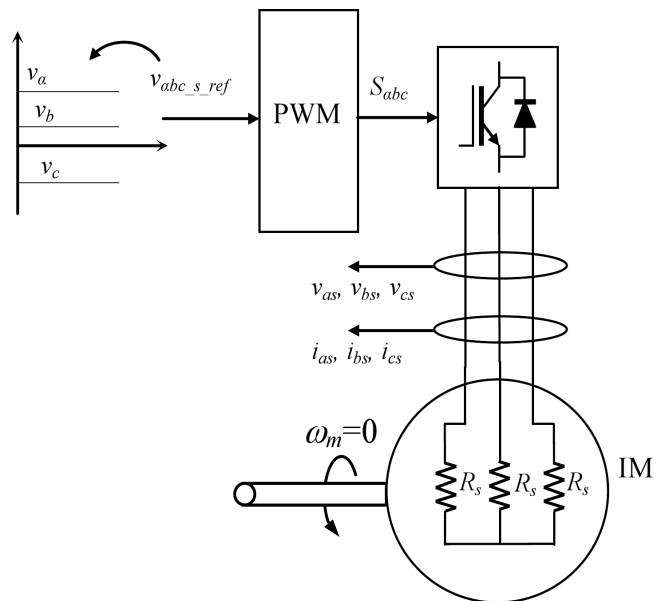 v_a
v_b
v_c
v_abc_s_ref
PWM
S_abc
v_as, v_bs, v_cs
i_as, i_bs, i_cs
ω_m=0
IM
R_s R_s R_s